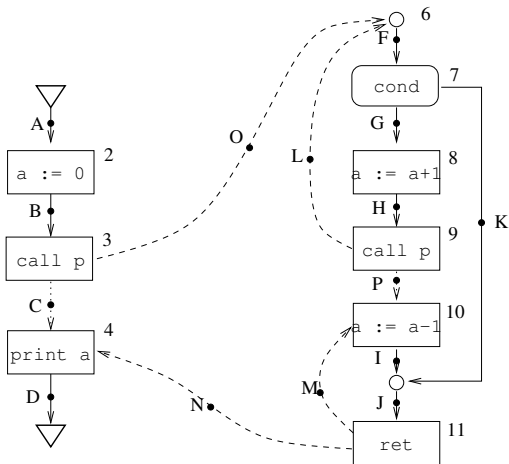 6
F
7
cond
A
O
G
K
L
2
a := 0
8
a := a+1
B
H
3
call p
9
call p
C
P
4
print a
10
a := a−1
I
D
M
N
J
11
ret